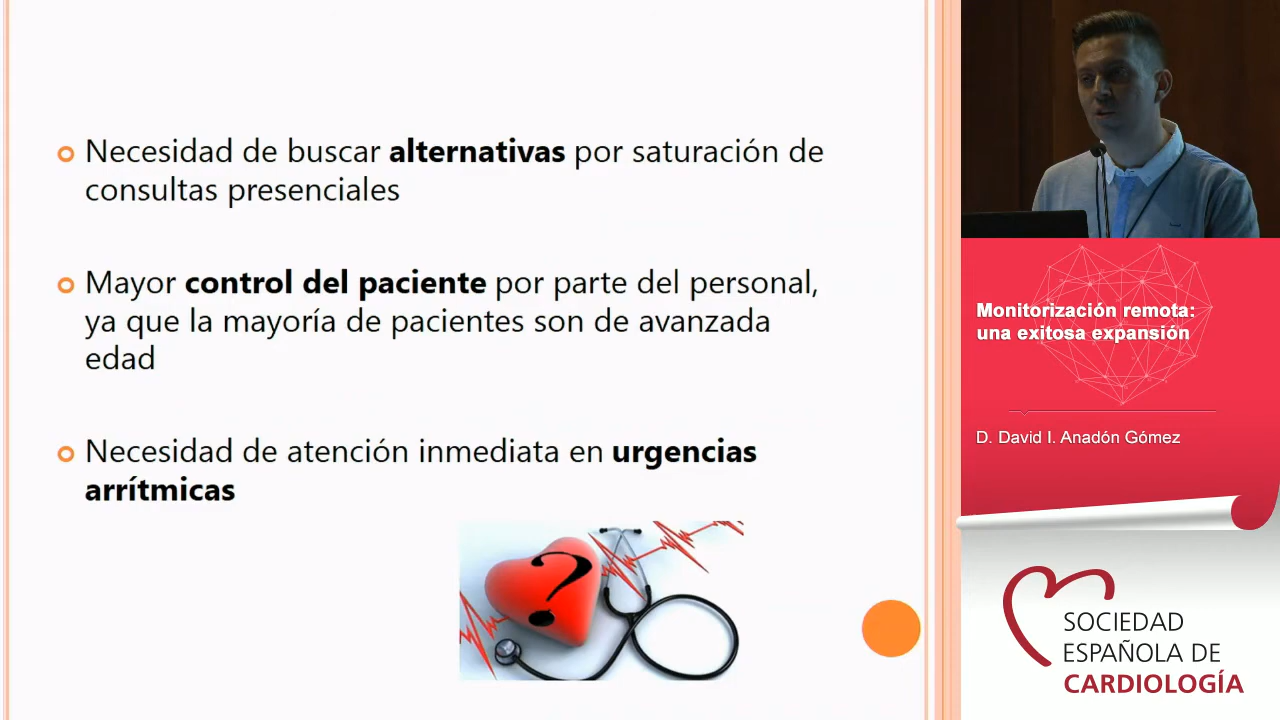 Necesidad de buscar alternativas por saturación de
consultas presenciales
Mayor control del paciente por parte del personal,
ya que la mayoría de pacientes son de avanzada
edad
Necesidad de atención inmediata en urgencias
arrítmicas
Monitorización remota:
una exitosa expansión
D. David I. Anadón Gómez
SOCIEDAD
ESPAÑOLA DE
CARDIOLOGÍA